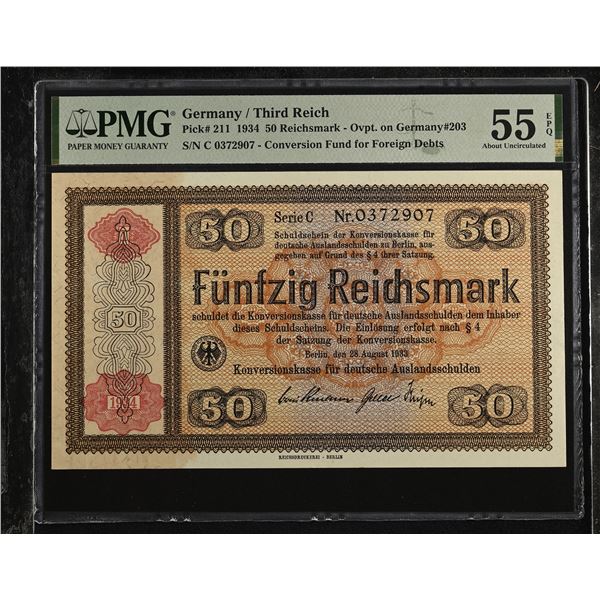 PMG
PAPER MONEY GUARANTY
Germany / Third Reich
Pick# 211 1934 50 Reichsmark - Ovpt. on Germany#203
S/N C 0372907 - Conversion Fund for Foreign Debts
55
EPQ
About Uncirculated
50
Serie C Nr.0372907
50
Schuldschein der Konversionskasse für
deutsche Auslandsschulden zu Berlin, aus-
gegeben auf Grund des § 4 ihrer Satzung.
Fünfzig Reichsmark
schuldet die Konversionskasse für deutsche Auslandsschulden dem Inhaber
dieses Schuldscheins. Die Einlösung erfolgt nach § 4
der Satzung der Konversionskasse.
Berlin, den 28. August 1933
Konversionskasse für deutsche Auslandsschulden
50
1934
50
50
REICHSDRUCKEREI - BERLIN